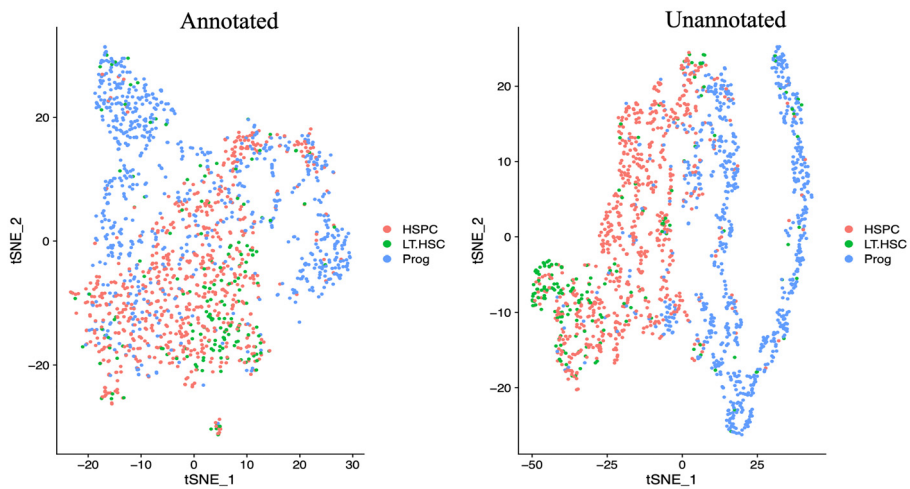 Annotated
Unannotated
20
0
−20
tSNE_2
−20
−10
0
10
20
30
tSNE_1
HSPC
LT.HSC
Prog
20
10
0
−10
−20
tSNE_2
−50
−25
0
25
tSNE_1
HSPC
LT.HSC
Prog